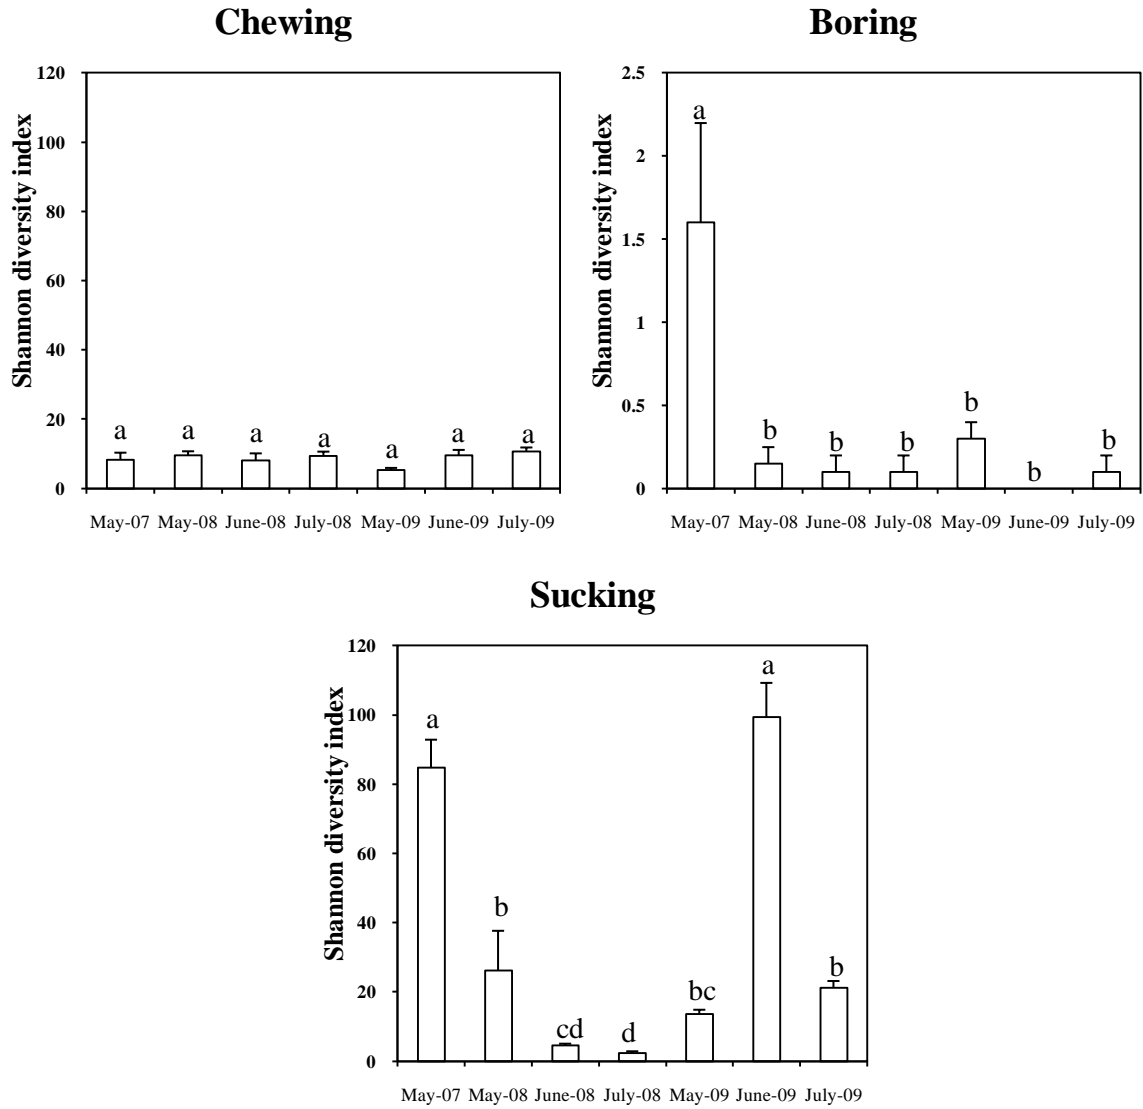 Chewing
Shannon diversity index
120
100
80
60
40
20
0
a a a a a a a
May-07 May-08 June-08 July-08 May-09 June-09 July-09
Boring
Shannon diversity index
2.5
2
1.5
1
0.5
0
a b b b b b b
May-07 May-08 June-08 July-08 May-09 June-09 July-09
Sucking
Shannon diversity index
120
100
80
60
40
20
0
a b cd d bc a b
May-07 May-08 June-08 July-08 May-09 June-09 July-09